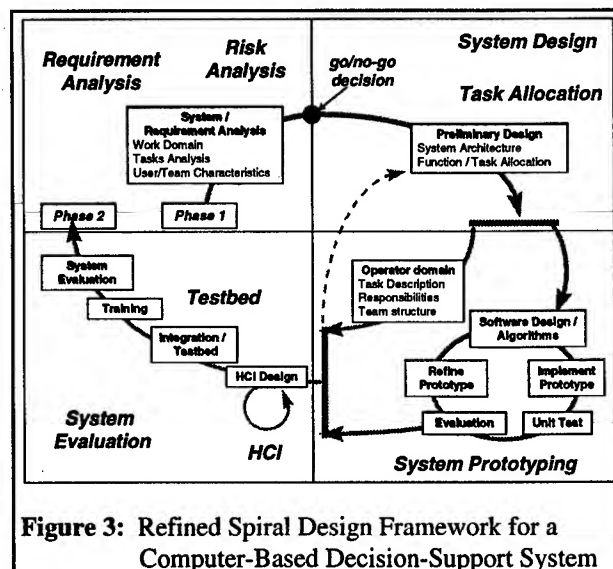 Requirement
Analysis
Risk
Analysis
go/no-go
decision
System Design
Task Allocation
System /
Requirement Analysis
Work Domain
Tasks Analysis
User/Team Characteristics
Preliminary Design
System Architecture
Function / Task Allocation
Phase 2
Phase 1
System
Evaluation
Training
Testbed
Integration /
Testbed
HCI Design
System
Evaluation
HCI
Operator domain
Task Description
Responsibilities
Team structure
Software Design /
Algorithms
Refine
Prototype
Implement
Prototype
Evaluation
Unit Test
System Prototyping
Figure 3: Refined Spiral Design Framework for a
Computer-Based Decision-Support System